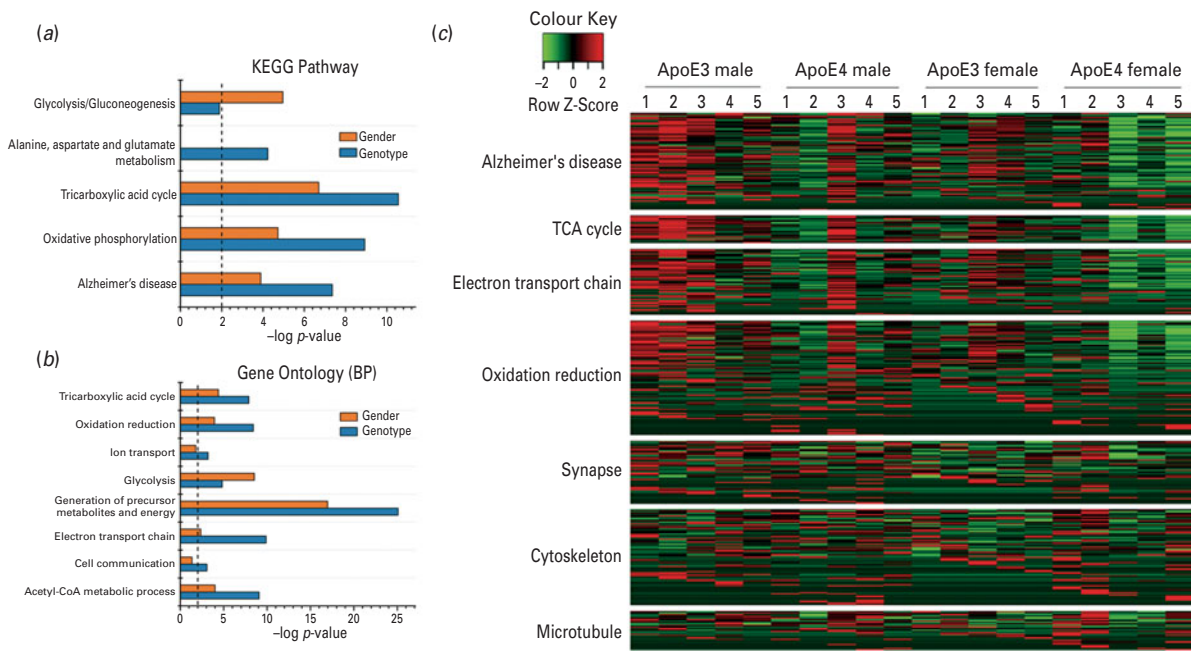 (a)
KEGG Pathway
Glycolysis/Gluconeogenesis
Alanine, aspartate and glutamate
metabolism
Tricarboxylic acid cycle
Oxidative phosphorylation
Alzheimer's disease
Gender
Genotype
0 2 4 6 8 10
–log p-value
(b)
Gene Ontology (BP)
Tricarboxylic acid cycle
Oxidation reduction
Ion transport
Glycolysis
Generation of precursor
metabolites and energy
Electron transport chain
Cell communication
Acetyl-CoA metabolic process
Gender
Genotype
0 5 10 15 20 25
–log p-value
(c)
Colour Key
–2 0 2
Row Z-Score
ApoE3 male ApoE4 male ApoE3 female ApoE4 female
1 2 3 4 5 1 2 3 4 5 1 2 3 4 5 1 2 3 4 5
Alzheimer's disease
TCA cycle
Electron transport chain
Oxidation reduction
Synapse
Cytoskeleton
Microtubule